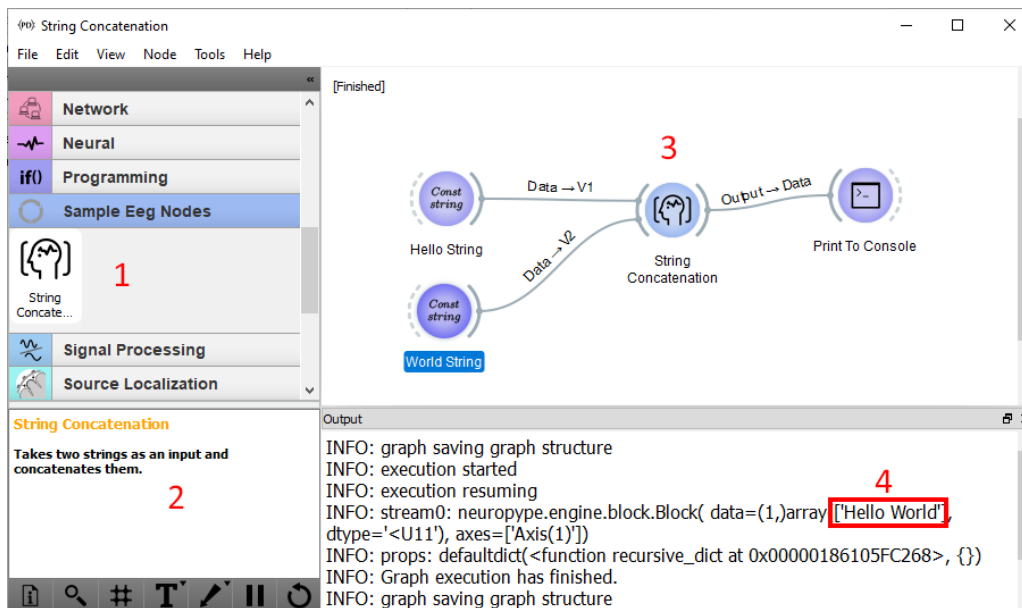 (PD) String Concatenation
File Edit View Node Tools Help
«
Network
Neural
if() Programming
Sample Eeg Nodes
1
String
Concate...
Signal Processing
Source Localization
String Concatenation
Takes two strings as an input and
concatenates them.
2
[Finished]
3
Const
string
Hello String
Data → V1
Const
string
World String
Data → V2
String
Concatenation
Output → Data
Print To Console
Output
INFO: graph saving graph structure
INFO: execution started
INFO: execution resuming
4
INFO: stream0: neuropype.engine.block.Block( data=(1,)array ['Hello World'],
dtype='<U11'), axes=['Axis(1)'])
INFO: props: defaultdict(<function recursive_dict at 0x00000186105FC268>, {})
INFO: Graph execution has finished.
INFO: graph saving graph structure